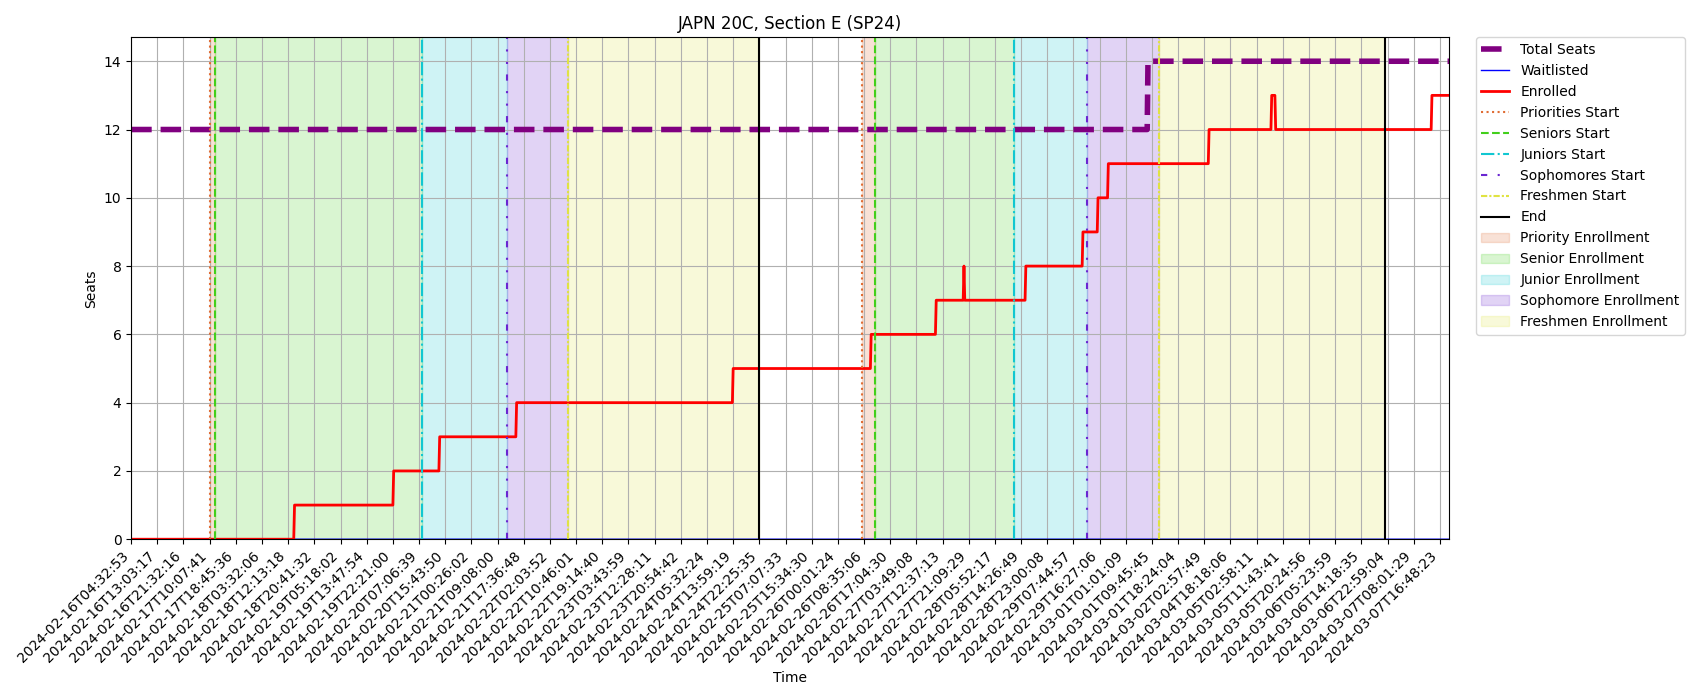 JAPN 20C, Section E (SP24)
Seats
14
12
10
8
6
4
2
0
2024-02-16T04:32:53
2024-02-16T13:03:17
2024-02-16T21:32:16
2024-02-17T10:07:41
2024-02-17T18:45:36
2024-02-18T03:32:06
2024-02-18T12:13:18
2024-02-18T20:41:32
2024-02-19T05:18:02
2024-02-19T13:47:54
2024-02-19T22:21:00
2024-02-20T07:06:39
2024-02-20T15:43:50
2024-02-21T00:26:02
2024-02-21T09:08:00
2024-02-21T17:36:48
2024-02-22T02:03:52
2024-02-22T10:46:01
2024-02-22T19:14:40
2024-02-23T03:43:59
2024-02-23T12:28:11
2024-02-23T20:54:42
2024-02-24T05:32:24
2024-02-24T13:59:19
2024-02-24T22:25:35
2024-02-25T07:07:33
2024-02-25T15:34:30
2024-02-26T00:01:24
2024-02-26T08:35:06
2024-02-26T17:04:30
2024-02-27T03:49:08
2024-02-27T12:37:13
2024-02-27T21:09:29
2024-02-28T05:52:17
2024-02-28T14:26:49
2024-02-28T23:00:08
2024-02-29T07:44:57
2024-02-29T16:27:06
2024-03-01T01:01:09
2024-03-01T09:45:45
2024-03-01T18:24:04
2024-03-02T02:57:49
2024-03-04T18:18:06
2024-03-05T02:58:11
2024-03-05T11:43:41
2024-03-05T20:24:56
2024-03-06T05:23:59
2024-03-06T14:18:35
2024-03-06T22:59:04
2024-03-07T08:01:29
2024-03-07T16:48:23
Time
Total Seats
Waitlisted
Enrolled
Priorities Start
Seniors Start
Juniors Start
Sophomores Start
Freshmen Start
End
Priority Enrollment
Senior Enrollment
Junior Enrollment
Sophomore Enrollment
Freshmen Enrollment